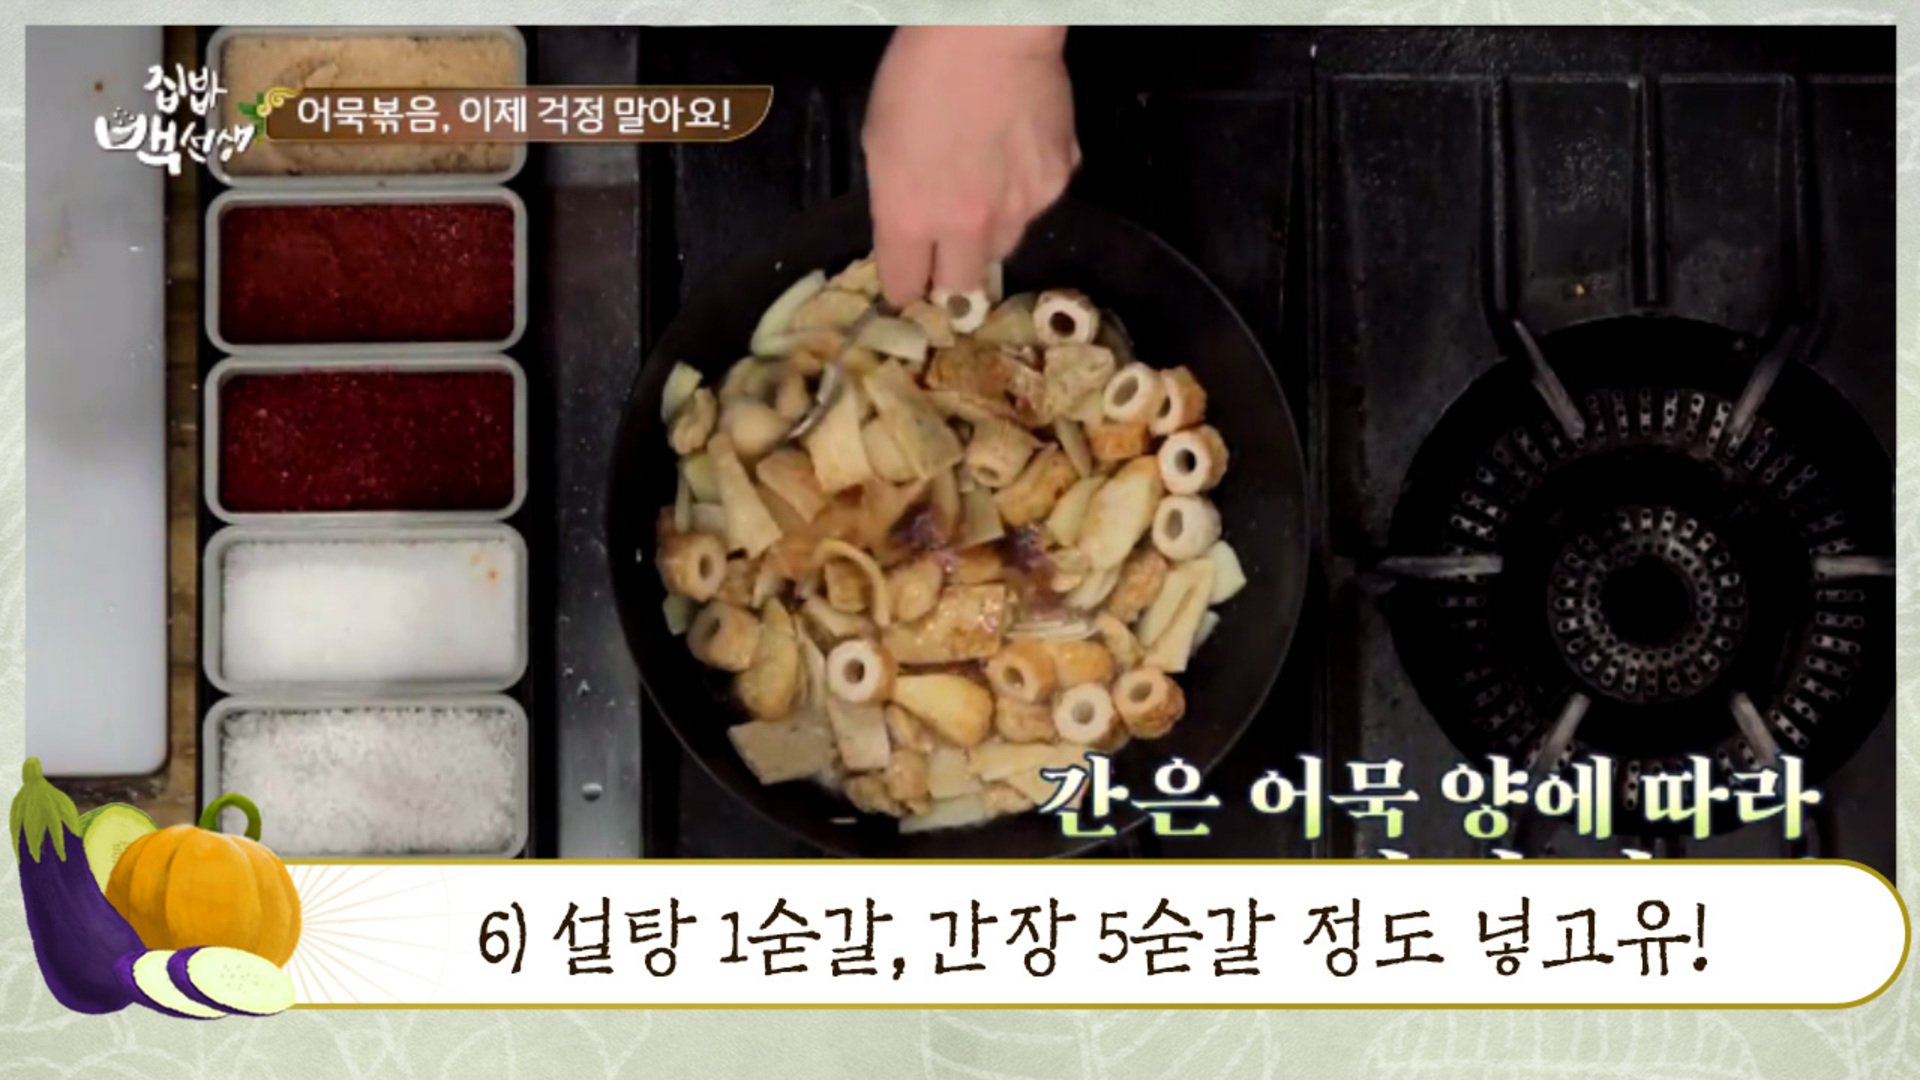 집밥
백선생
어묵볶음, 이제 걱정 말아요!
간은 어묵 양에 따라
6) 설탕 1숟갈, 간장 5숟갈 정도 넣고유!